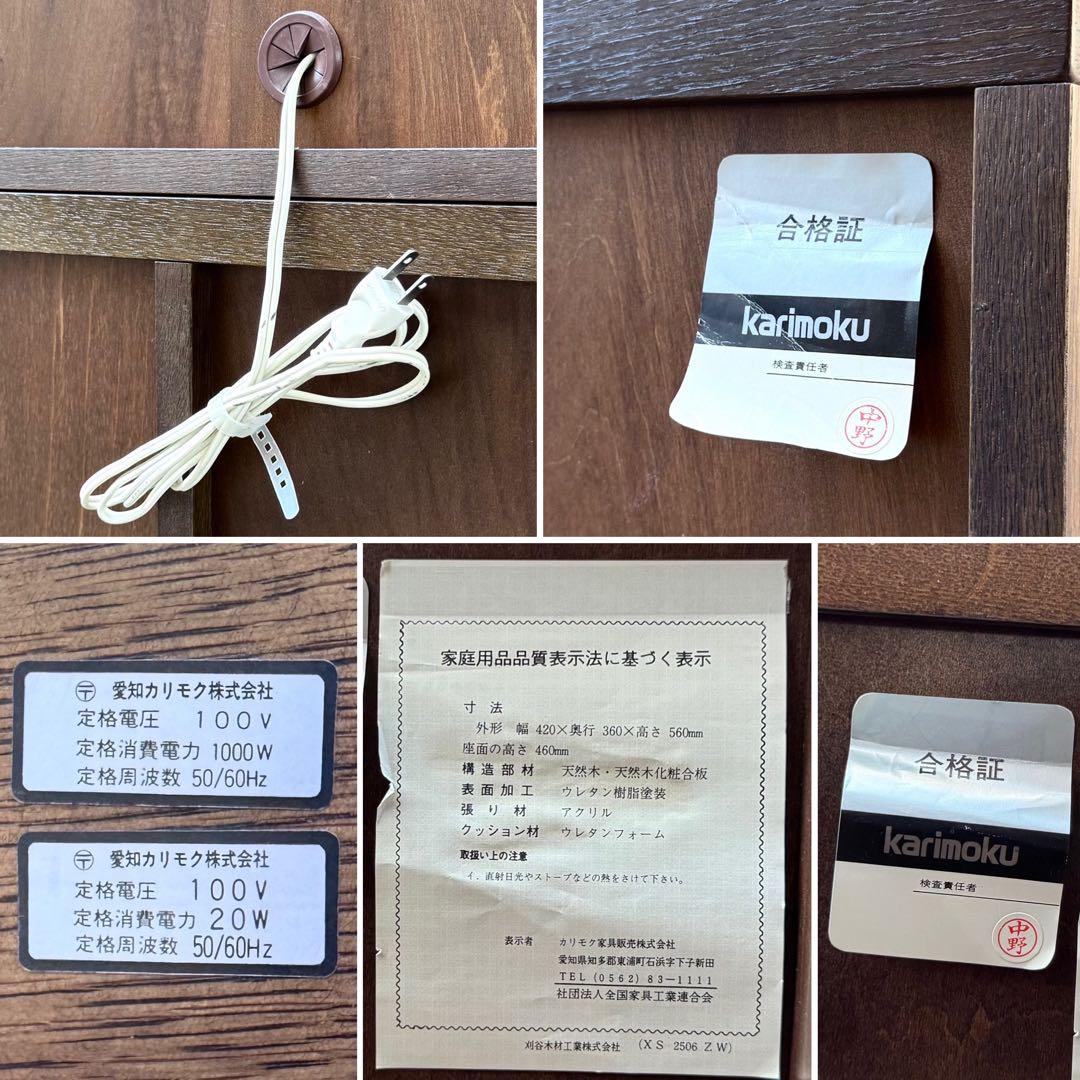 合格証
karimoku
検査責任者
中野
〒 愛知カリモク株式会社
定格電圧 100V
定格消費電力 1000W
定格周波数 50/60Hz
〒 愛知カリモク株式会社
定格電圧 100V
定格消費電力 20W
定格周波数 50/60Hz
家庭用品品質表示法に基づく表示
寸法
外形 幅 420×奥行 360×高さ 560mm
座面の高さ 460mm
構造部材 天然木・天然木化粧合板
表面加工 ウレタン樹脂塗装
張り材 アクリル
クッション材 ウレタンフォーム
取扱い上の注意
イ．直射日光やストーブなどの熱をさけて下さい。
表示者 カリモク家具販売株式会社
愛知県知多郡東浦町石浜字下子新田
TEL (0562) 83－1111
社団法人全国家具工業連合会
刈谷木材工業株式会社 (XS 2506 ZW)
合格証
karimoku
検査責任者
中野